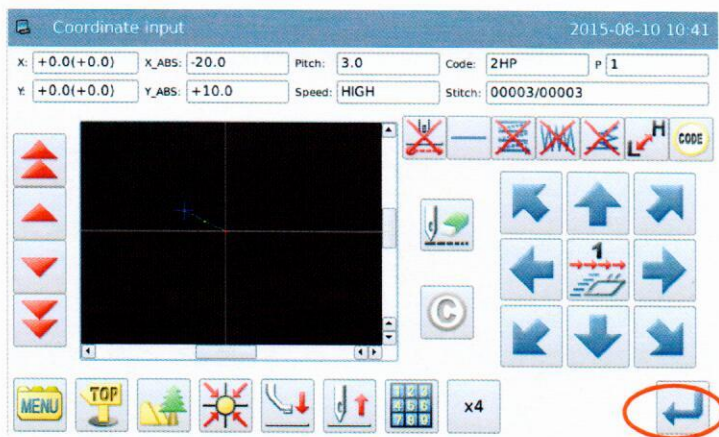 Coordinate input 2015-08-10 10:41
X: +0.0(+0.0) X_ABS: -20.0 Pitch: 3.0 Code: 2HP P 1
Y: +0.0(+0.0) Y_ABS: +10.0 Speed: HIGH Stitch: 00003/00003
L H CODE
1
C
MENU TOP 123 456 789 x4